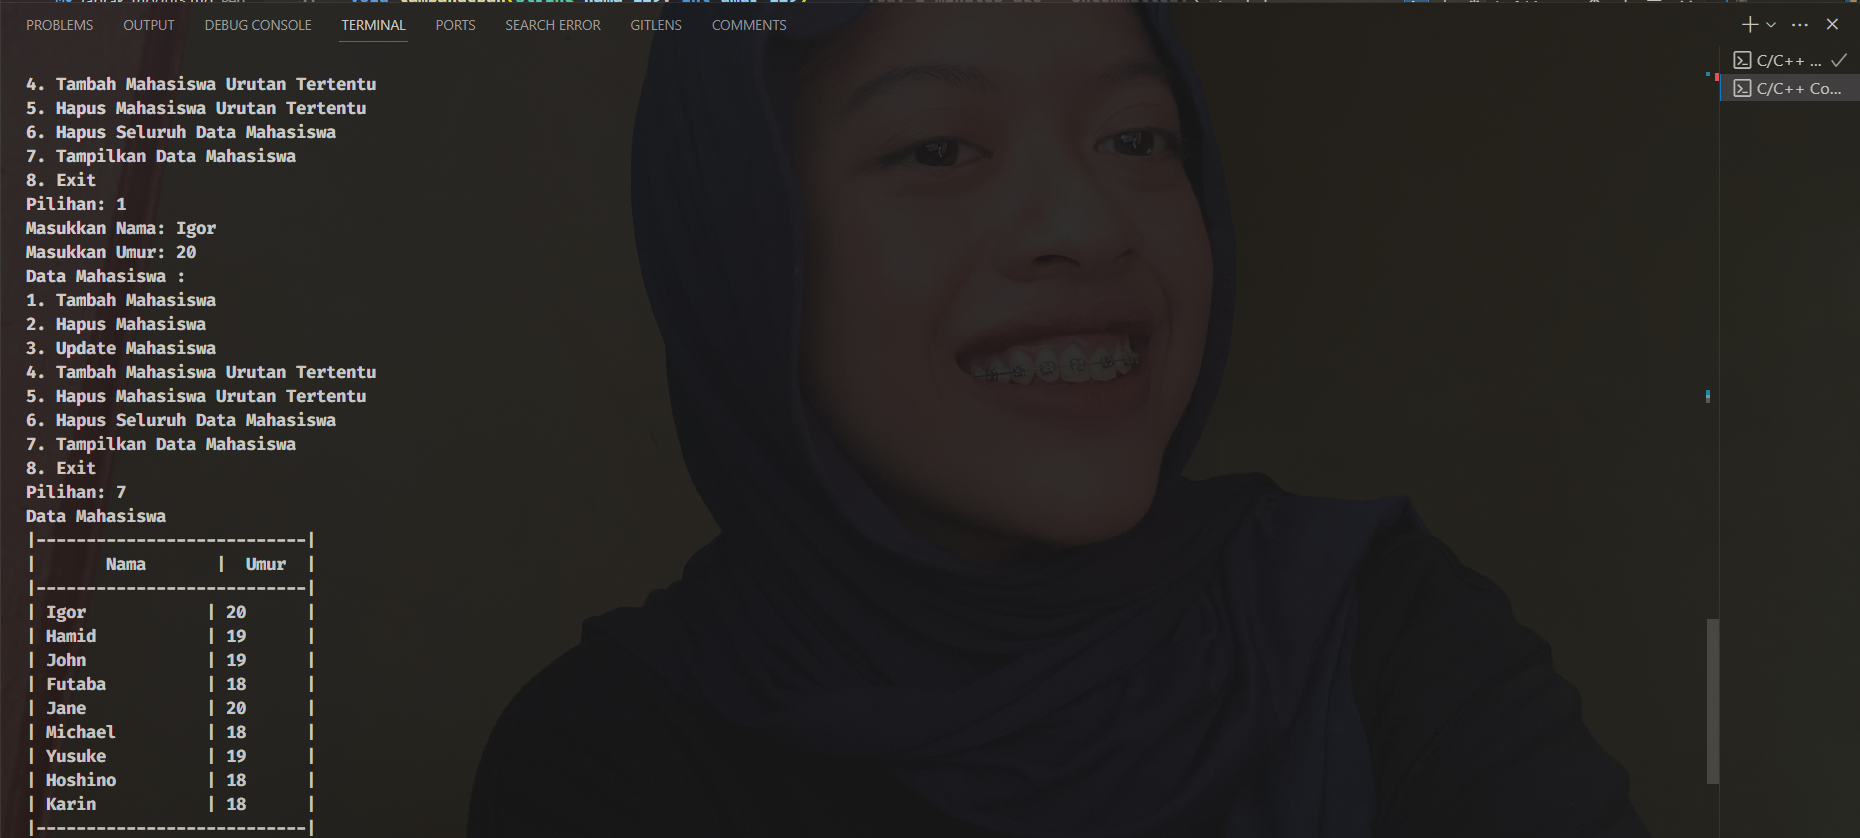 PROBLEMS OUTPUT DEBUG CONSOLE TERMINAL PORTS SEARCH ERROR GITLENS COMMENTS
C/C++ ...
C/C++ Co...
4. Tambah Mahasiswa Urutan Tertentu
5. Hapus Mahasiswa Urutan Tertentu
6. Hapus Seluruh Data Mahasiswa
7. Tampilkan Data Mahasiswa
8. Exit
Pilihan: 1
Masukkan Nama: Igor
Masukkan Umur: 20
Data Mahasiswa :
1. Tambah Mahasiswa
2. Hapus Mahasiswa
3. Update Mahasiswa
4. Tambah Mahasiswa Urutan Tertentu
5. Hapus Mahasiswa Urutan Tertentu
6. Hapus Seluruh Data Mahasiswa
7. Tampilkan Data Mahasiswa
8. Exit
Pilihan: 7
Data Mahasiswa
|---------------------------|
| Nama | Umur |
|---------------------------|
| Igor | 20 |
| Hamid | 19 |
| John | 19 |
| Futaba | 18 |
| Jane | 20 |
| Michael | 18 |
| Yusuke | 19 |
| Hoshino | 18 |
| Karin | 18 |
|---------------------------|